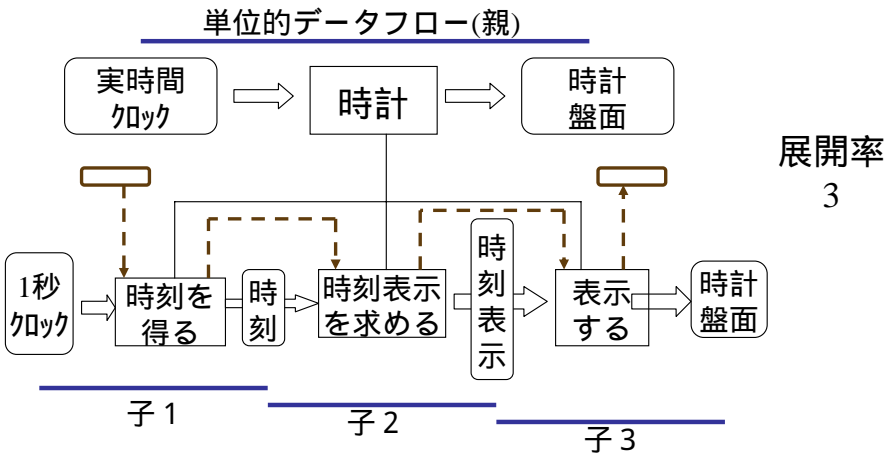 単位的データフロー(親)
実時間
クロック
時計
時計
盤面
展開率
3
1秒
クロック
時刻を
得る
時
刻
時刻表示
を求める
時
刻
表
示
表示
する
時計
盤面
子1
子2
子3